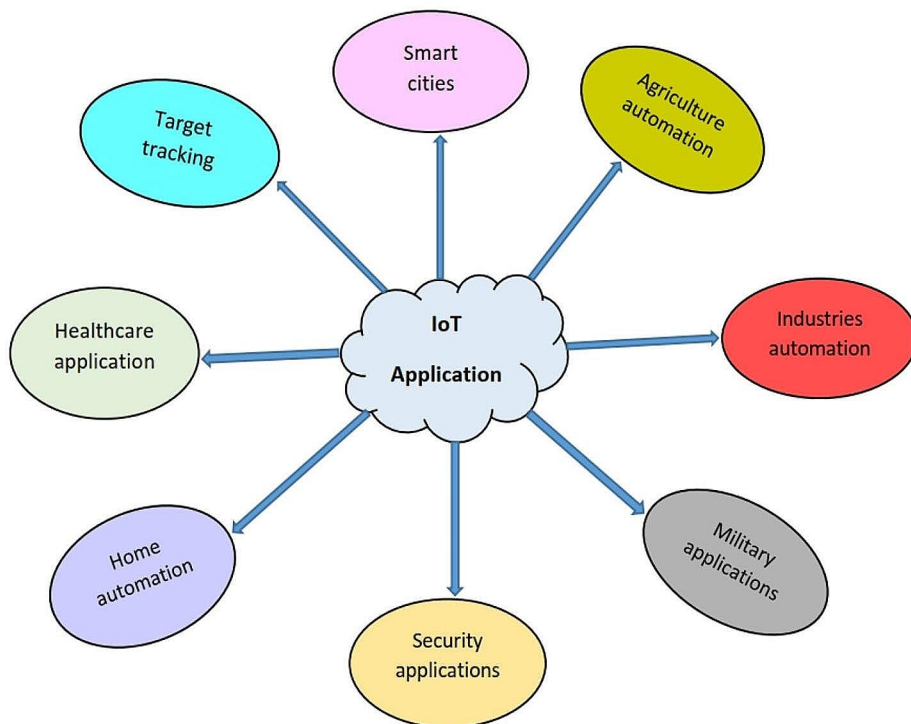 Smart
cities
Agriculture
automation
Target
tracking
IoT
Application
Industries
automation
Healthcare
application
Military
applications
Home
automation
Security
applications